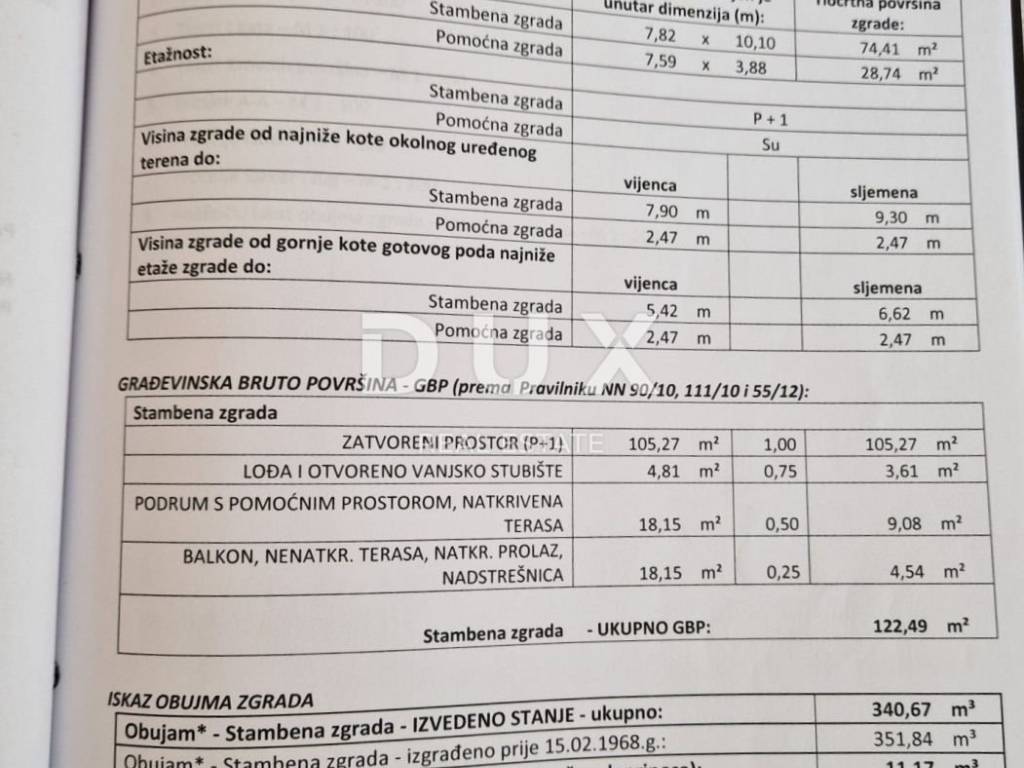 unutar dimenzija (m):
površina
zgrade:
Stambena zgrada 7,82 x 10,10 74,41 m²
Pomoćna zgrada 7,59 x 3,88 28,74 m²
Etažnost:
Stambena zgrada P + 1
Pomoćna zgrada Su
Visina zgrade od najniže kote okolnog uređenog
terena do:
vijenca sljemena
Stambena zgrada 7,90 m 9,30 m
Pomoćna zgrada 2,47 m 2,47 m
Visina zgrade od gornje kote gotovog poda najniže
etaže zgrade do:
vijenca sljemena
Stambena zgrada 5,42 m 6,62 m
Pomoćna zgrada 2,47 m 2,47 m
DUX
REAL ESTATE
GRAĐEVINSKA BRUTO POVRŠINA - GBP (prema Pravilniku NN 90/10, 111/10 i 55/12):
Stambena zgrada
ZATVORENI PROSTOR (P+1) 105,27 m² 1,00 105,27 m²
LOĐA I OTVORENO VANJSKO STUBIŠTE 4,81 m² 0,75 3,61 m²
PODRUM S POMOĆNIM PROSTOROM, NATKRIVENA
TERASA 18,15 m² 0,50 9,08 m²
BALKON, NENATKR. TERASA, NATKR. PROLAZ,
NADSTREŠNICA 18,15 m² 0,25 4,54 m²
Stambena zgrada - UKUPNO GBP: 122,49 m²
ISKAZ OBUJMA ZGRADA
Obujam* - Stambena zgrada - IZVEDENO STANJE - ukupno: 340,67 m³
Obujam* - Stambena zgrada - izgrađeno prije 15.02.1968.g.: 351,84 m³
11,17 m³